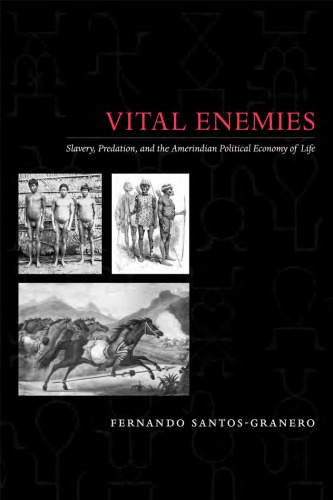 VITAL ENEMIES
Slavery, Predation, and the Amerindian Political Economy of Life
FERNANDO SANTOS-GRANERO